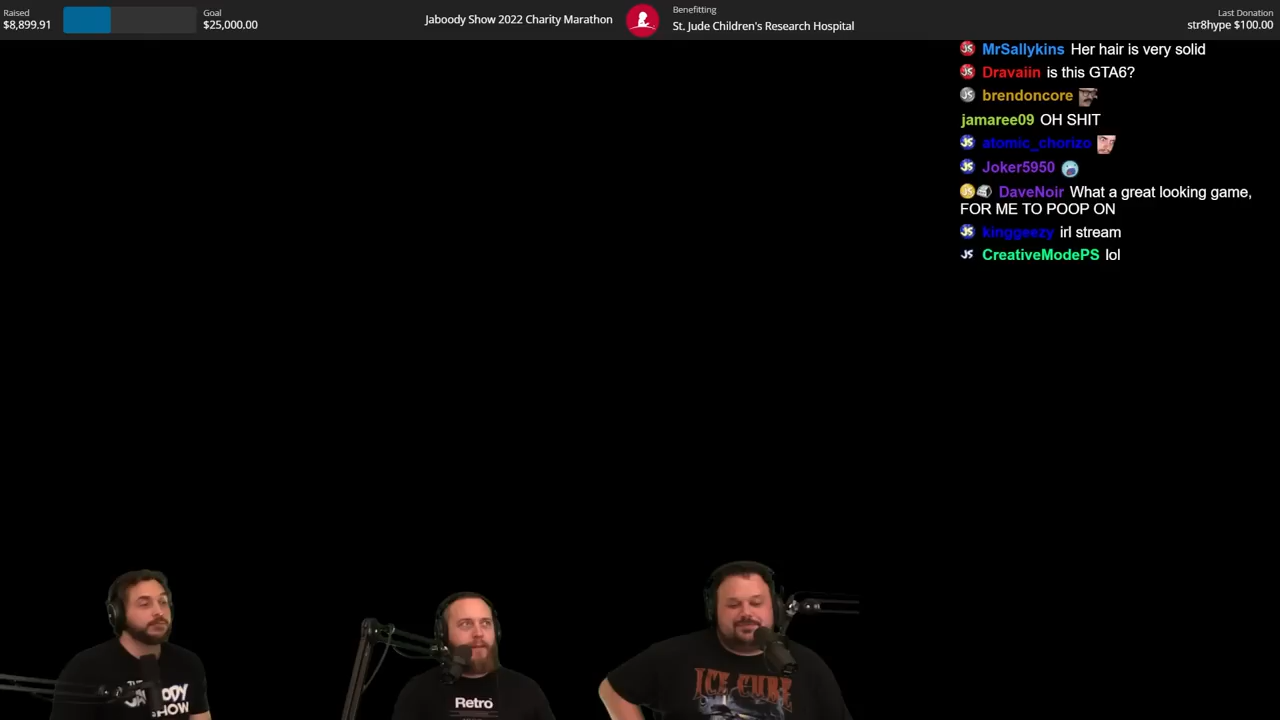 Raised
$8,899.91
Goal
$25,000.00
Jaboody Show 2022 Charity Marathon
Benefitting
St. Jude Children's Research Hospital
Last Donation
str8hype $100.00
MrSallykins Her hair is very solid
Dravaiin is this GTA6?
brendoncore
jamaree09 OH SHIT
atomic_chorizo
Joker5950
DaveNoir What a great looking game,
FOR ME TO POOP ON
kinggeezy irl stream
CreativeModePS lol
THE
JABODY
SHOW
Retro
ICE CUBE